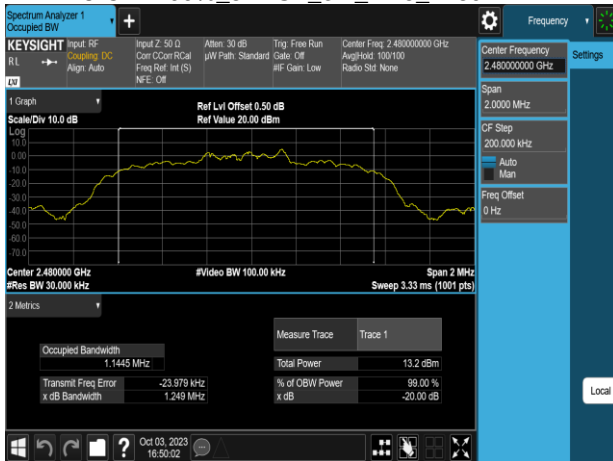 Spectrum Analyzer 1
Occupied BW
Frequency
KEYSIGHT
RL
LXI
Input: RF
Coupling: DC
Align: Auto
Input Z: 50 Ω
Corr CCorr RCal
Freq Ref: Int (S)
NFE: Off
Atten: 30 dB
µW Path: Standard
Trig: Free Run
Gate: Off
#IF Gain: Low
Center Freq: 2.480000000 GHz
Avg|Hold: 100/100
Radio Std: None
Center Frequency
2.480000000 GHz
Settings
Span
2.0000 MHz
CF Step
200.000 kHz
Auto
Man
Freq Offset
0 Hz
Local
1 Graph
Scale/Div 10.0 dB
Ref Lvl Offset 0.50 dB
Ref Value 20.00 dBm
Log
10.0
0.00
-10.0
-20.0
-30.0
-40.0
-50.0
-60.0
-70.0
Center 2.480000 GHz
#Video BW 100.00 kHz
Span 2 MHz
#Res BW 30.000 kHz
Sweep 3.33 ms (1001 pts)
2 Metrics
Measure Trace Trace 1
Occupied Bandwidth
1.1445 MHz
Total Power 13.2 dBm
Transmit Freq Error -23.979 kHz
% of OBW Power 99.00 %
x dB Bandwidth 1.249 MHz
x dB -20.00 dB
?
Oct 03, 2023
16:50:02